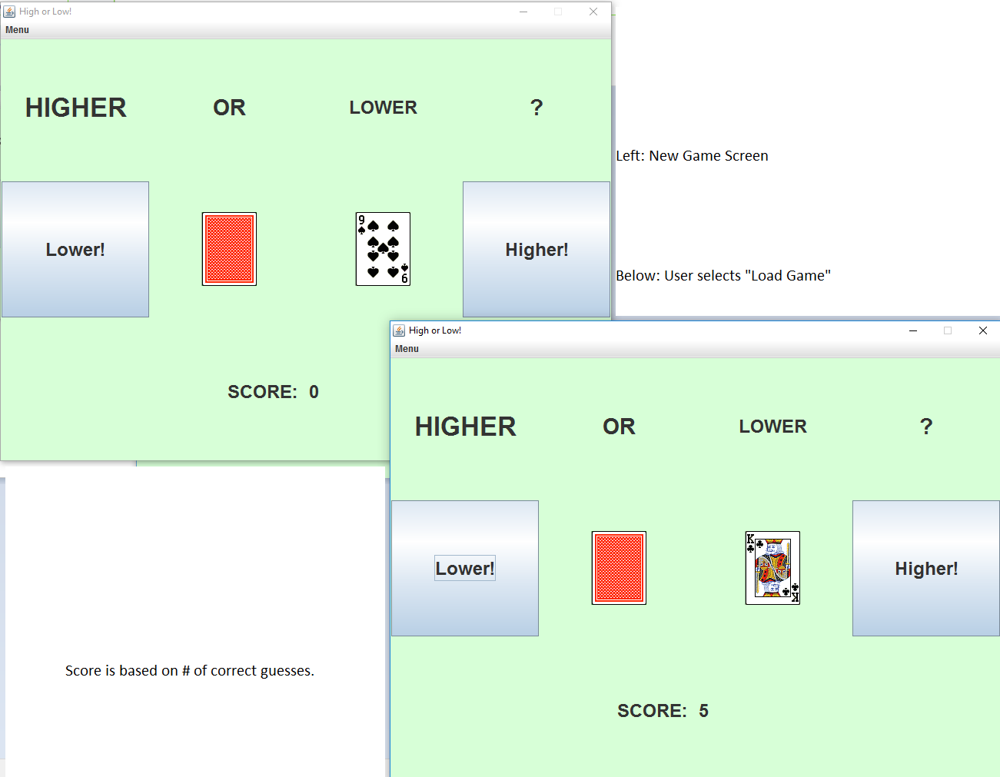 High or Low!
Menu
HIGHER OR LOWER ?
Left: New Game Screen
Lower!
9
6
Higher!
Below: User selects "Load Game"
SCORE: 0
High or Low!
Menu
HIGHER OR LOWER ?
Lower!
K
K
Higher!
Score is based on # of correct guesses.
SCORE: 5